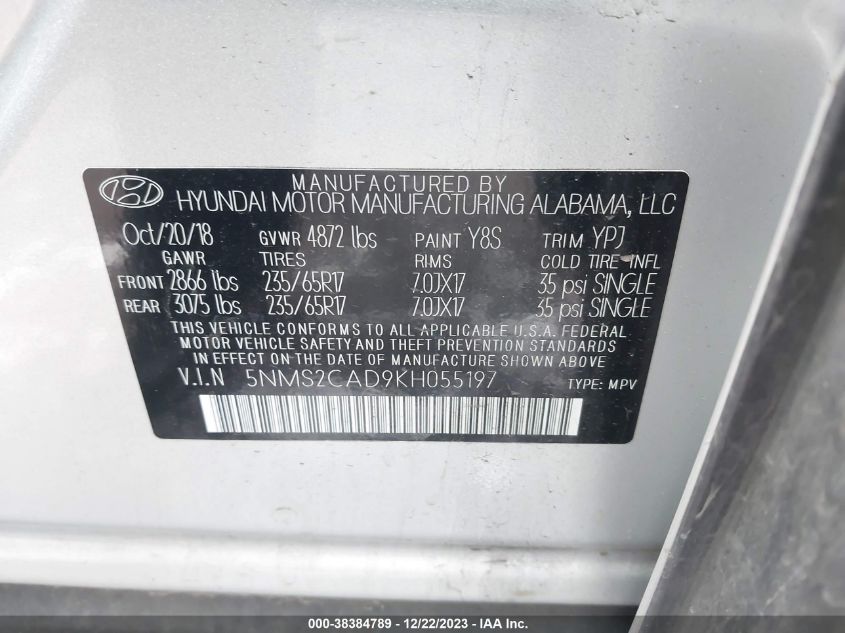 MANUFACTURED BY
HYUNDAI MOTOR MANUFACTURING ALABAMA, LLC
Oct/20/18 GVWR 4872 lbs PAINT Y8S TRIM YPJ
GAWR TIRES RIMS COLD TIRE INFL
FRONT 2866 lbs 235/65R17 7.0JX17 35 psi SINGLE
REAR 3075 lbs 235/65R17 7.0JX17 35 psi SINGLE
THIS VEHICLE CONFORMS TO ALL APPLICABLE U.S.A. FEDERAL
MOTOR VEHICLE SAFETY AND THEFT PREVENTION STANDARDS
IN EFFECT ON THE DATE OF MANUFACTURE SHOWN ABOVE
V.I.N 5NMS2CAD9KH055197 TYPE: MPV
000-38384789 - 12/22/2023 - Copyright © IAA, Inc.